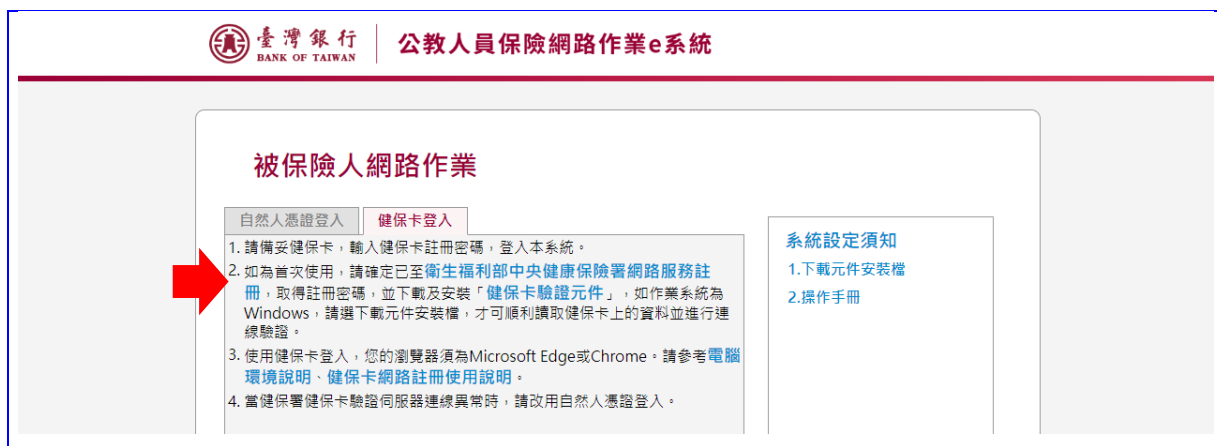 臺灣銀行
BANK OF TAIWAN
公教人員保險網路作業e系統
被保險人網路作業
自然人憑證登入
健保卡登入
1. 請備妥健保卡，輸入健保卡註冊密碼，登入本系統。
2. 如為首次使用，請確定已至衛生福利部中央健康保險署網路服務註
冊，取得註冊密碼，並下載及安裝「健保卡驗證元件」，如作業系統為
Windows，請選下載元件安裝檔，才可順利讀取健保卡上的資料並進行連
線驗證。
3. 使用健保卡登入，您的瀏覽器須為Microsoft Edge或Chrome。請參考電腦
環境說明、健保卡網路註冊使用說明。
4. 當健保署健保卡驗證伺服器連線異常時，請改用自然人憑證登入。
系統設定須知
1.下載元件安裝檔
2.操作手冊